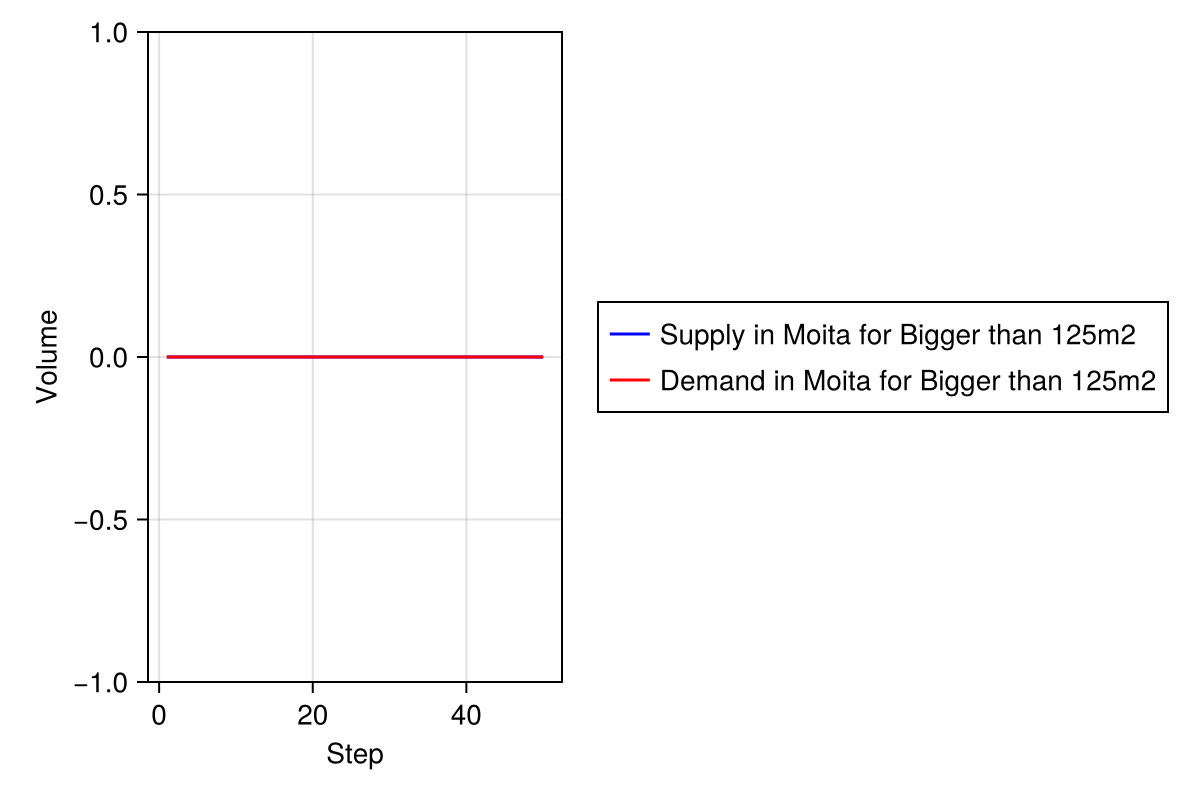 1.0
0.5
0.0
−0.5
−1.0
Volume
0 20 40
Step
Supply in Moita for Bigger than 125m2
Demand in Moita for Bigger than 125m2